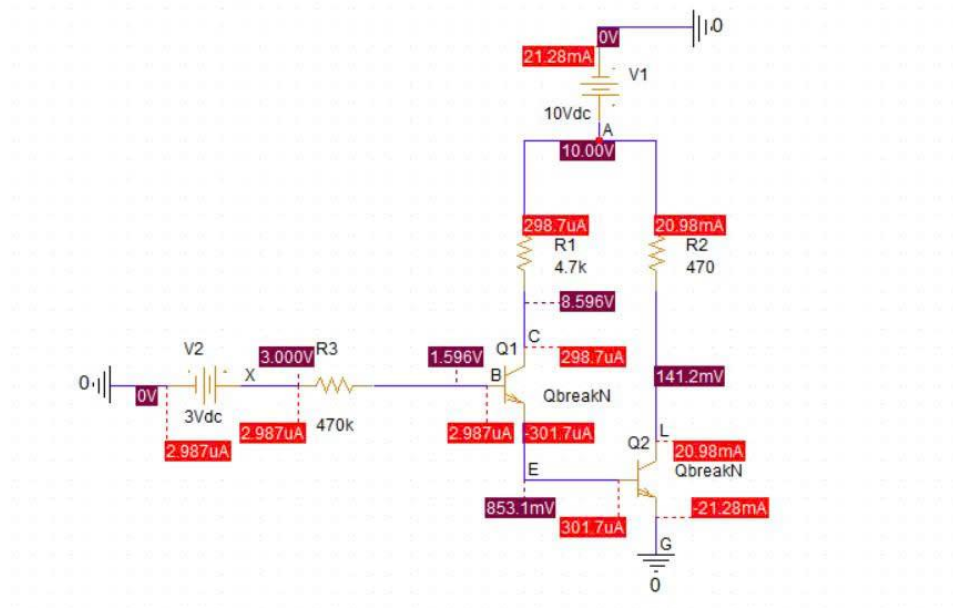 0V
0
21.28mA
V1
10Vdc
A
10.00V
298.7uA
20.98mA
R1
R2
4.7k
470
8.596V
C
V2
3.000V
R3
1.596V
Q1
298.7uA
0
X
B
141.2mV
0V
QbreakN
3Vdc
470k
2.987uA
2.987uA
2.987uA
-301.7uA
Q2
L
20.98mA
E
QbreakN
853.1mV
301.7uA
-21.28mA
G
0